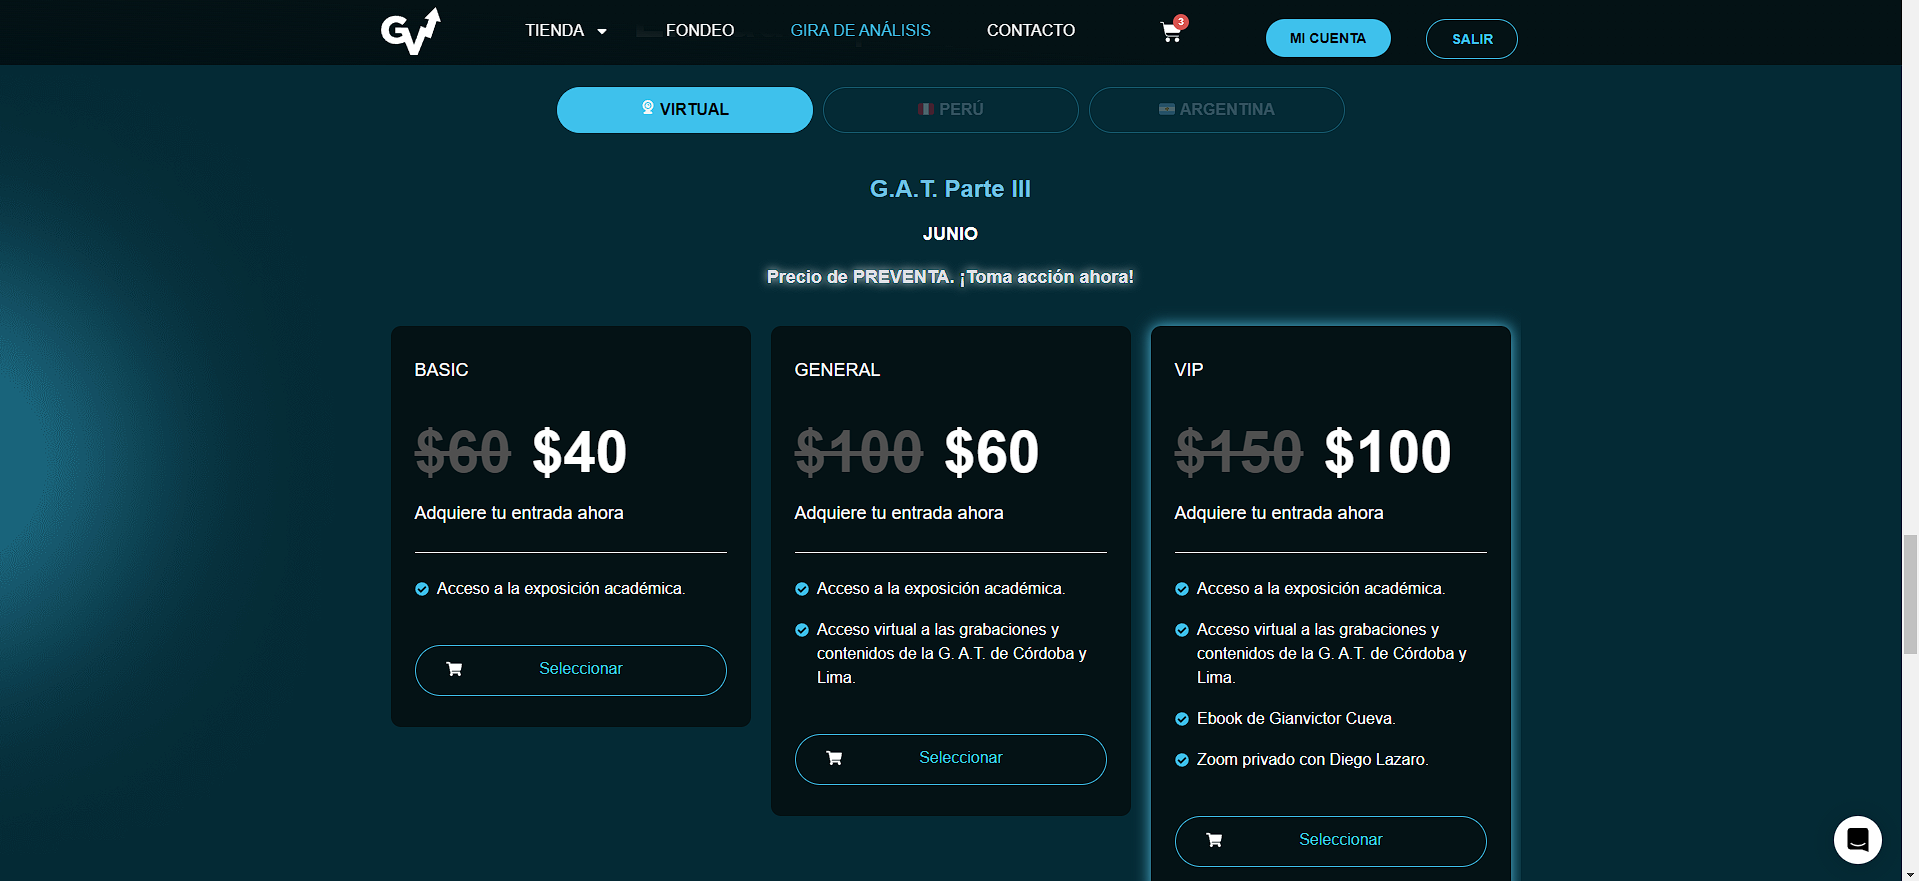 GV
TIENDA
FONDEO
GIRA DE ANÁLISIS
CONTACTO
3
MI CUENTA
SALIR
VIRTUAL
PERÚ
ARGENTINA
G.A.T. Parte III
JUNIO
Precio de PREVENTA. ¡Toma acción ahora!
BASIC
$60 $40
Adquiere tu entrada ahora
Acceso a la exposición académica.
Seleccionar
GENERAL
$100 $60
Adquiere tu entrada ahora
Acceso a la exposición académica.
Acceso virtual a las grabaciones y
contenidos de la G. A.T. de Córdoba y
Lima.
Seleccionar
VIP
$150 $100
Adquiere tu entrada ahora
Acceso a la exposición académica.
Acceso virtual a las grabaciones y
contenidos de la G. A.T. de Córdoba y
Lima.
Ebook de Gianvictor Cueva.
Zoom privado con Diego Lazaro.
Seleccionar